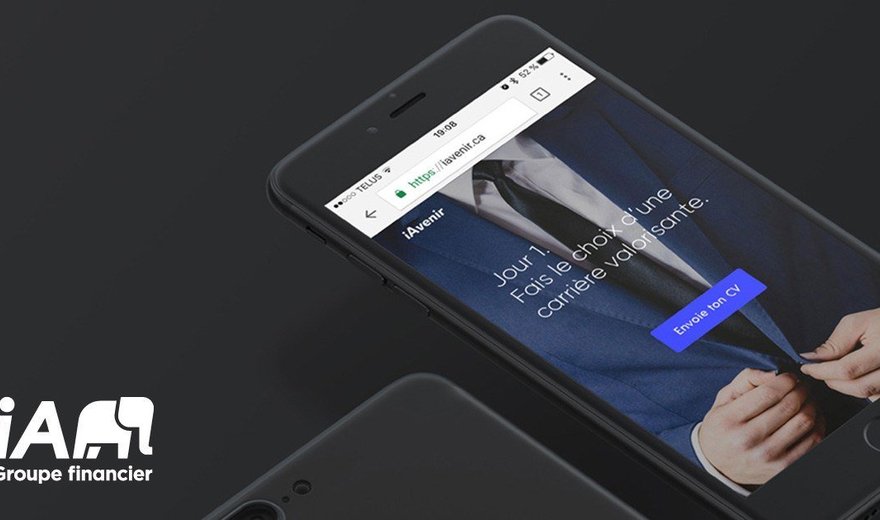 TELUS
19:08
52 %
1
https://iavenir.ca
iAvenir
Jour 1.
Fais le choix d'une
carrière valorisante.
Envoie ton CV
iA
Groupe financier